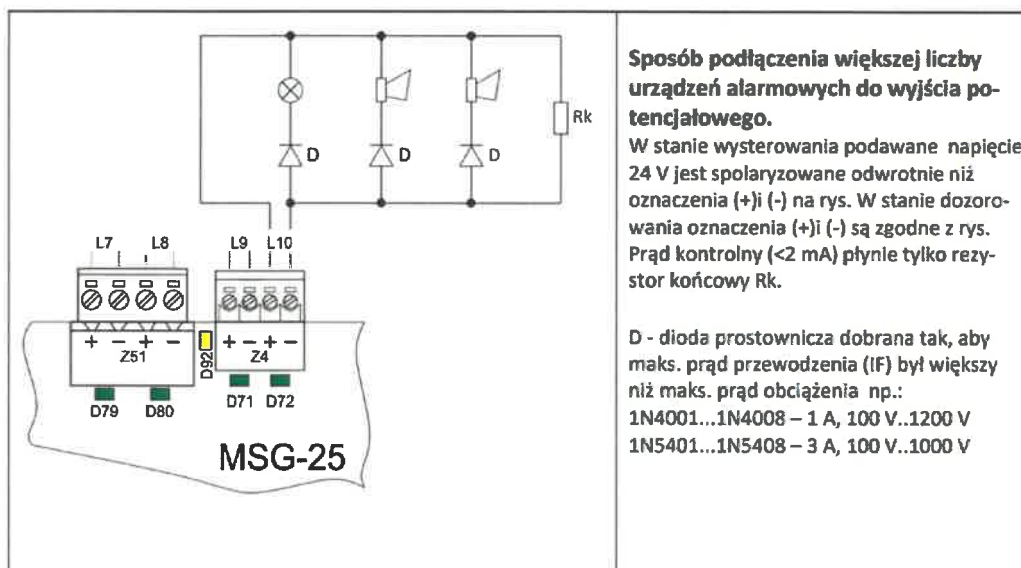 Rk
D
D
D
L7
L8
L9
L10
+ − + −
Z51
D92
+ − + −
Z4
D79
D80
D71
D72
MSG-25
Sposób podłączenia większej liczby
urządzeń alarmowych do wyjścia po-
tencjałowego.
W stanie wysterowania podawane napięcie
24 V jest spolaryzowane odwrotnie niż
oznaczenia (+)i (-) na rys. W stanie dozoro-
wania oznaczenia (+)i (-) są zgodne z rys.
Prąd kontrolny (<2 mA) płynie tylko rezy-
stor końcowy Rk.
D - dioda prostownicza dobrana tak, aby
maks. prąd przewodzenia (IF) był większy
niż maks. prąd obciążenia np.:
1N4001...1N4008 – 1 A, 100 V..1200 V
1N5401...1N5408 – 3 A, 100 V..1000 V